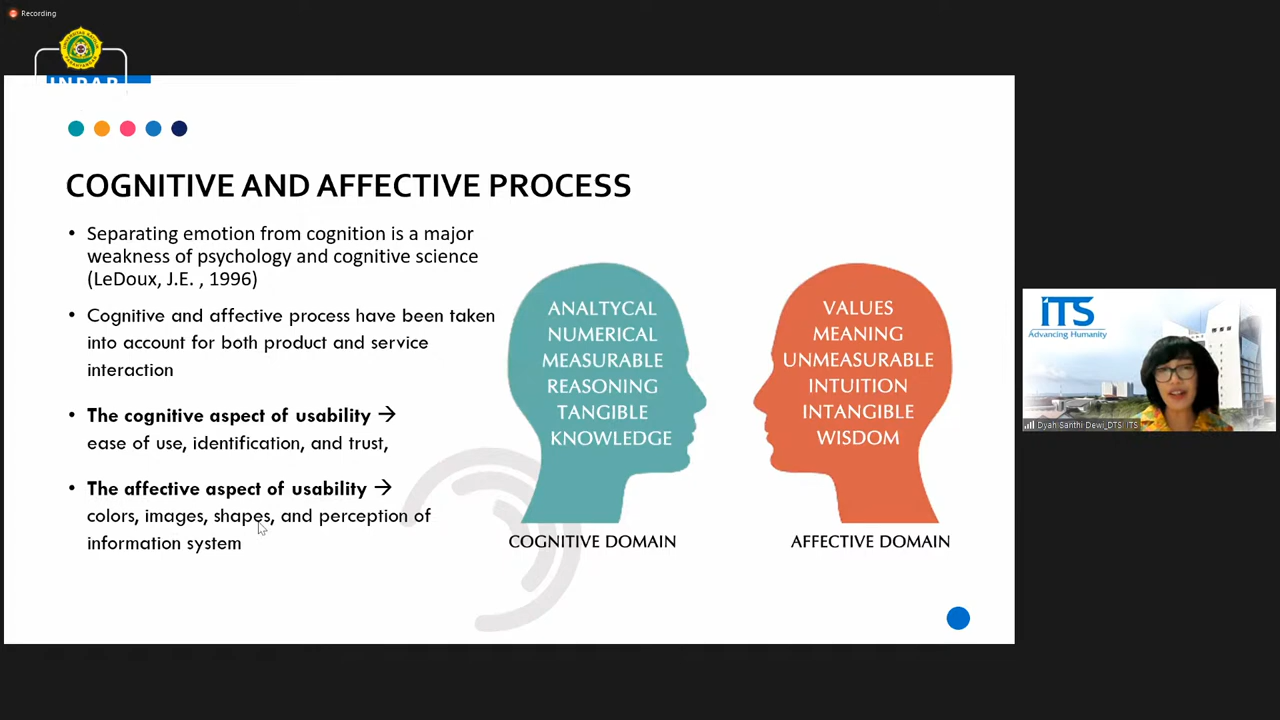 Recording
UNPAR
COGNITIVE AND AFFECTIVE PROCESS
• Separating emotion from cognition is a major
weakness of psychology and cognitive science
(LeDoux, J.E. , 1996)
• Cognitive and affective process have been taken
into account for both product and service
interaction
• The cognitive aspect of usability →
ease of use, identification, and trust,
• The affective aspect of usability →
colors, images, shapes, and perception of
information system
ANALTYCAL
NUMERICAL
MEASURABLE
REASONING
TANGIBLE
KNOWLEDGE
COGNITIVE DOMAIN
VALUES
MEANING
UNMEASURABLE
INTUITION
INTANGIBLE
WISDOM
AFFECTIVE DOMAIN
ITS
Advancing Humanity
Dyah Santhi Dewi_DTSI ITS